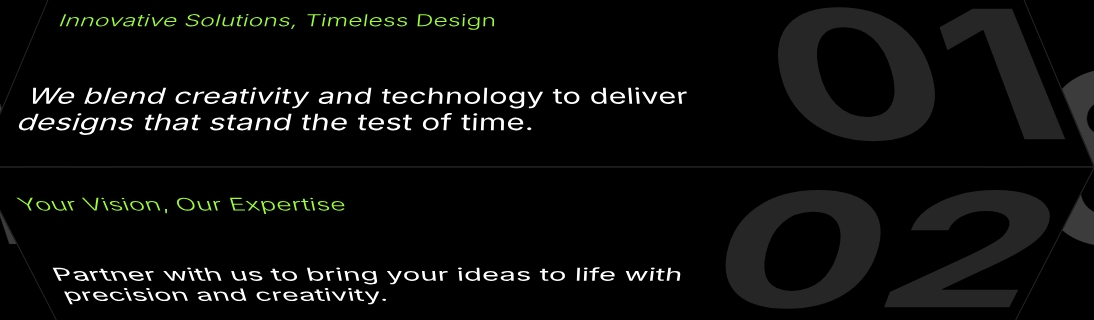 Innovative Solutions, Timeless Design
01
We blend creativity and technology to deliver
designs that stand the test of time.
Your Vision, Our Expertise
02
Partner with us to bring your ideas to life with
precision and creativity.